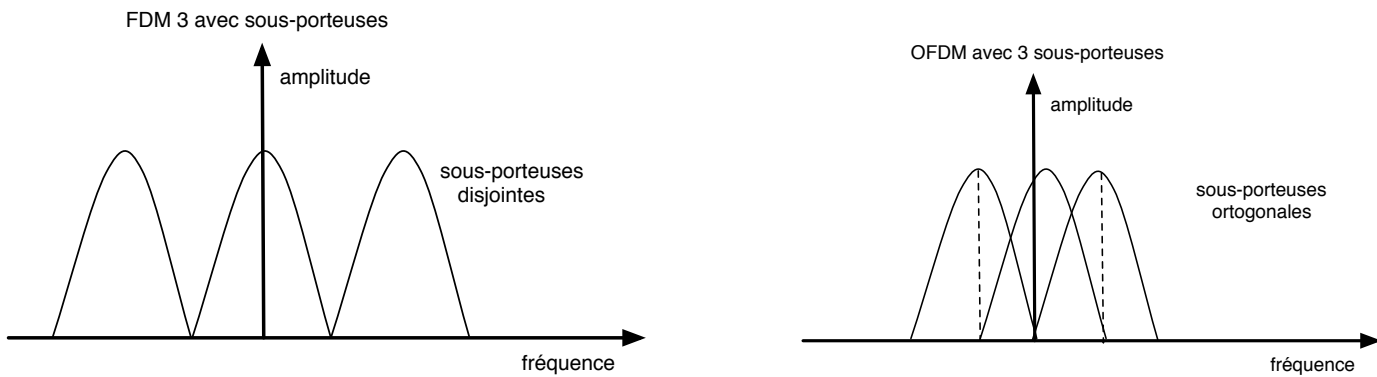 FDM 3 avec sous-porteuses
amplitude
sous-porteuses
disjointes
fréquence
OFDM avec 3 sous-porteuses
amplitude
sous-porteuses
ortogonales
fréquence